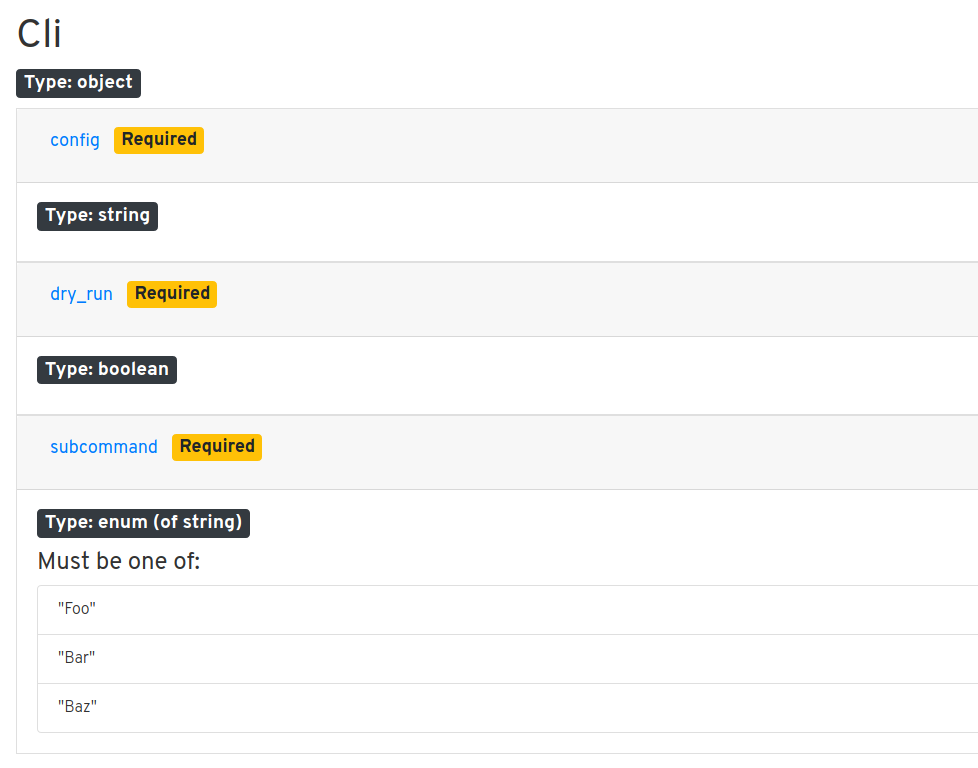 Cli
Type: object
config Required
Type: string
dry_run Required
Type: boolean
subcommand Required
Type: enum (of string)
Must be one of:
"Foo"
"Bar"
"Baz"